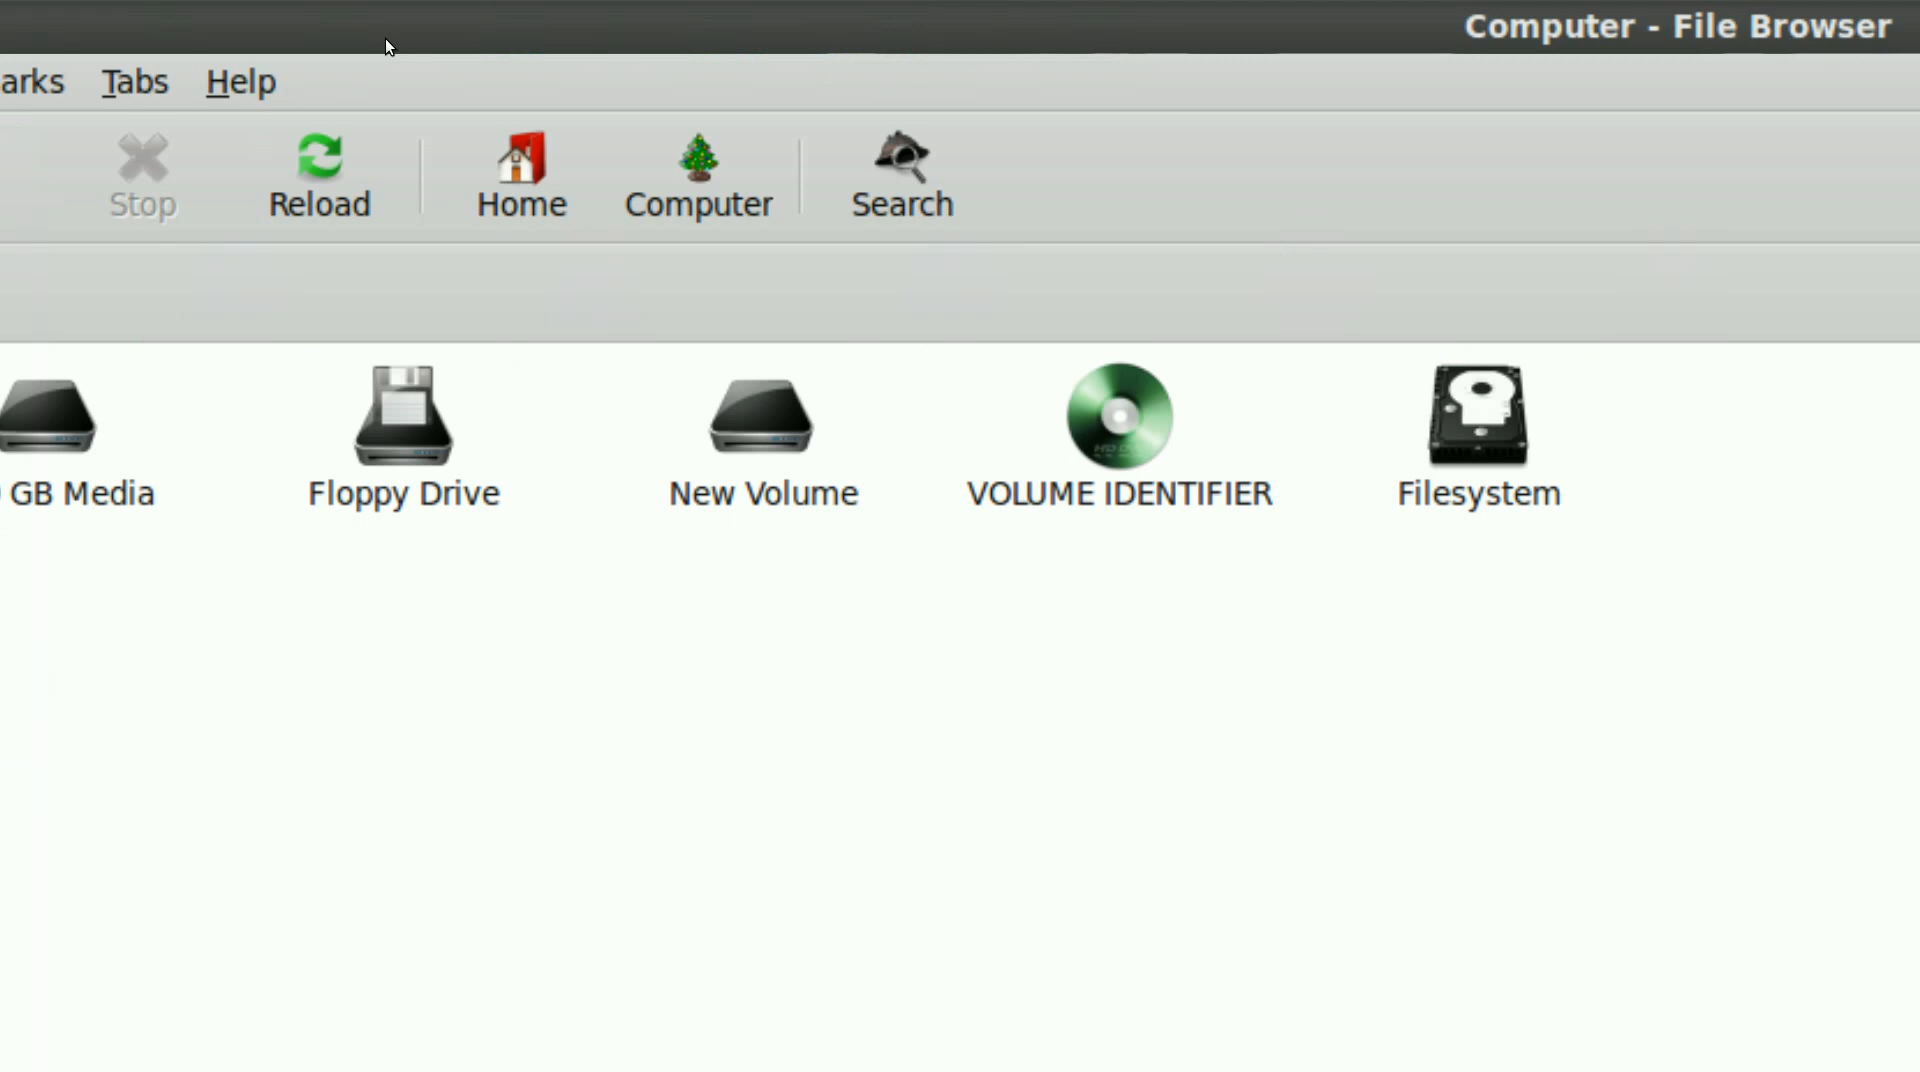 Computer - File Browser
arks Tabs Help
Stop Reload Home Computer Search
GB Media Floppy Drive New Volume VOLUME IDENTIFIER Filesystem